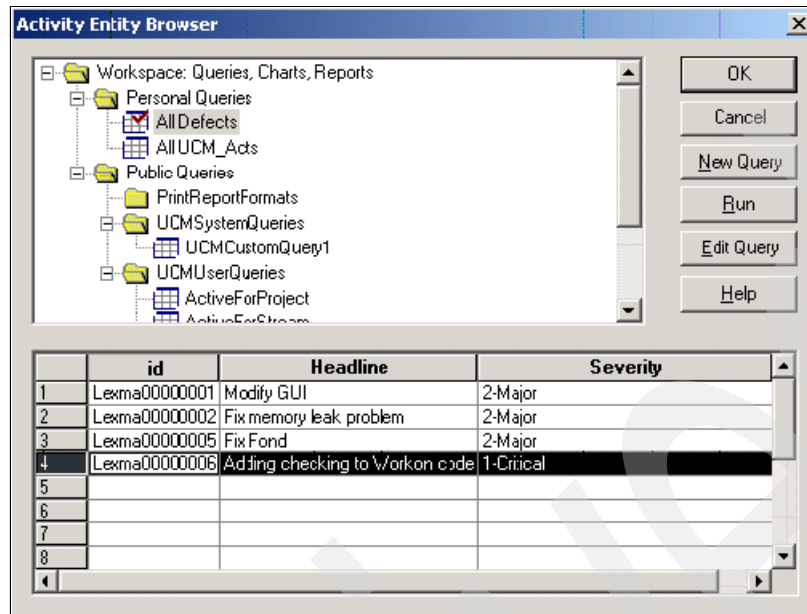 Activity Entity Browser
Workspace: Queries, Charts, Reports
Personal Queries
All Defects
All UCM_Acts
Public Queries
PrintReportFormats
UCMSystemQueries
UCMCustomQuery1
UCMUserQueries
ActiveForProject
ActiveForStream
OK
Cancel
New Query
Run
Edit Query
Help
id Headline Severity
1 Lexma00000001 Modify GUI 2-Major
2 Lexma00000002 Fix memory leak problem 2-Major
3 Lexma00000005 Fix Fond 2-Major
4 Lexma00000006 Adding checking to Workon code 1-Critical
5
6
7
8